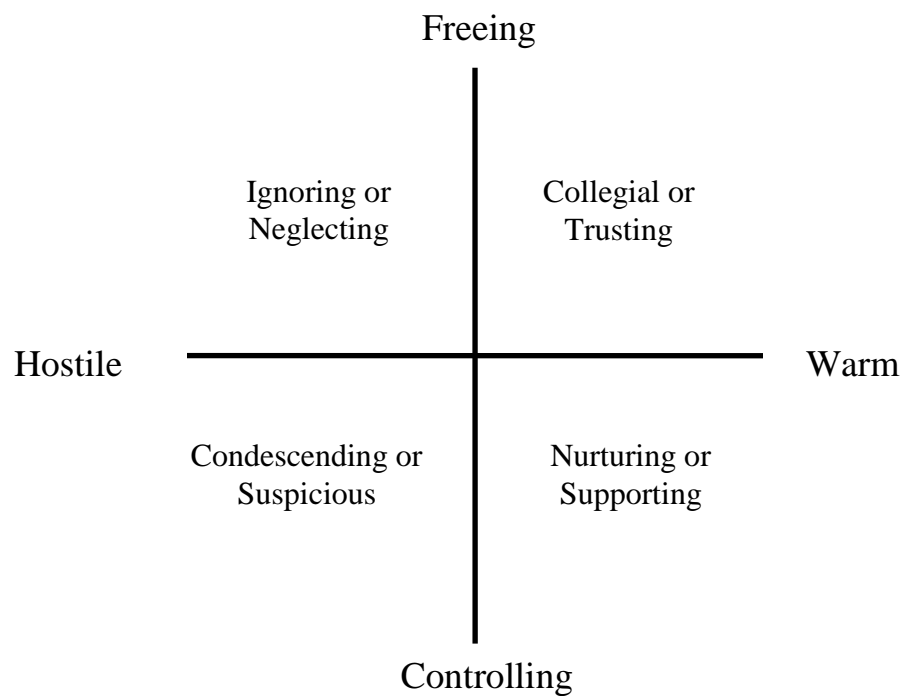 Freeing
Ignoring or
Neglecting
Collegial or
Trusting
Hostile
Warm
Condescending or
Suspicious
Nurturing or
Supporting
Controlling